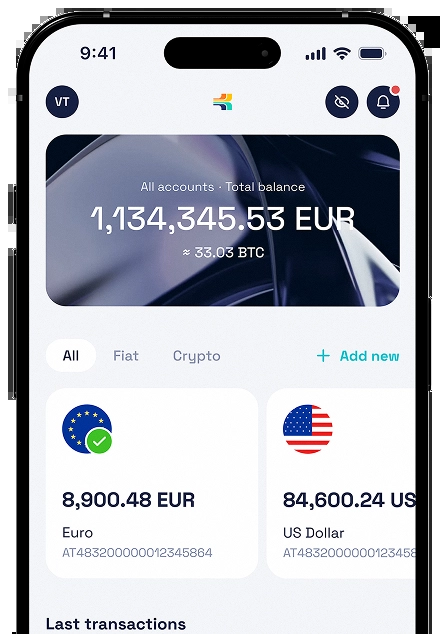 9:41
VT
All accounts · Total balance
1,134,345.53 EUR
≈ 33.03 BTC
All Fiat Crypto + Add new
8,900.48 EUR
Euro
AT483200000012345864
84,600.24 US
US Dollar
AT4832000000123458
Last transactions